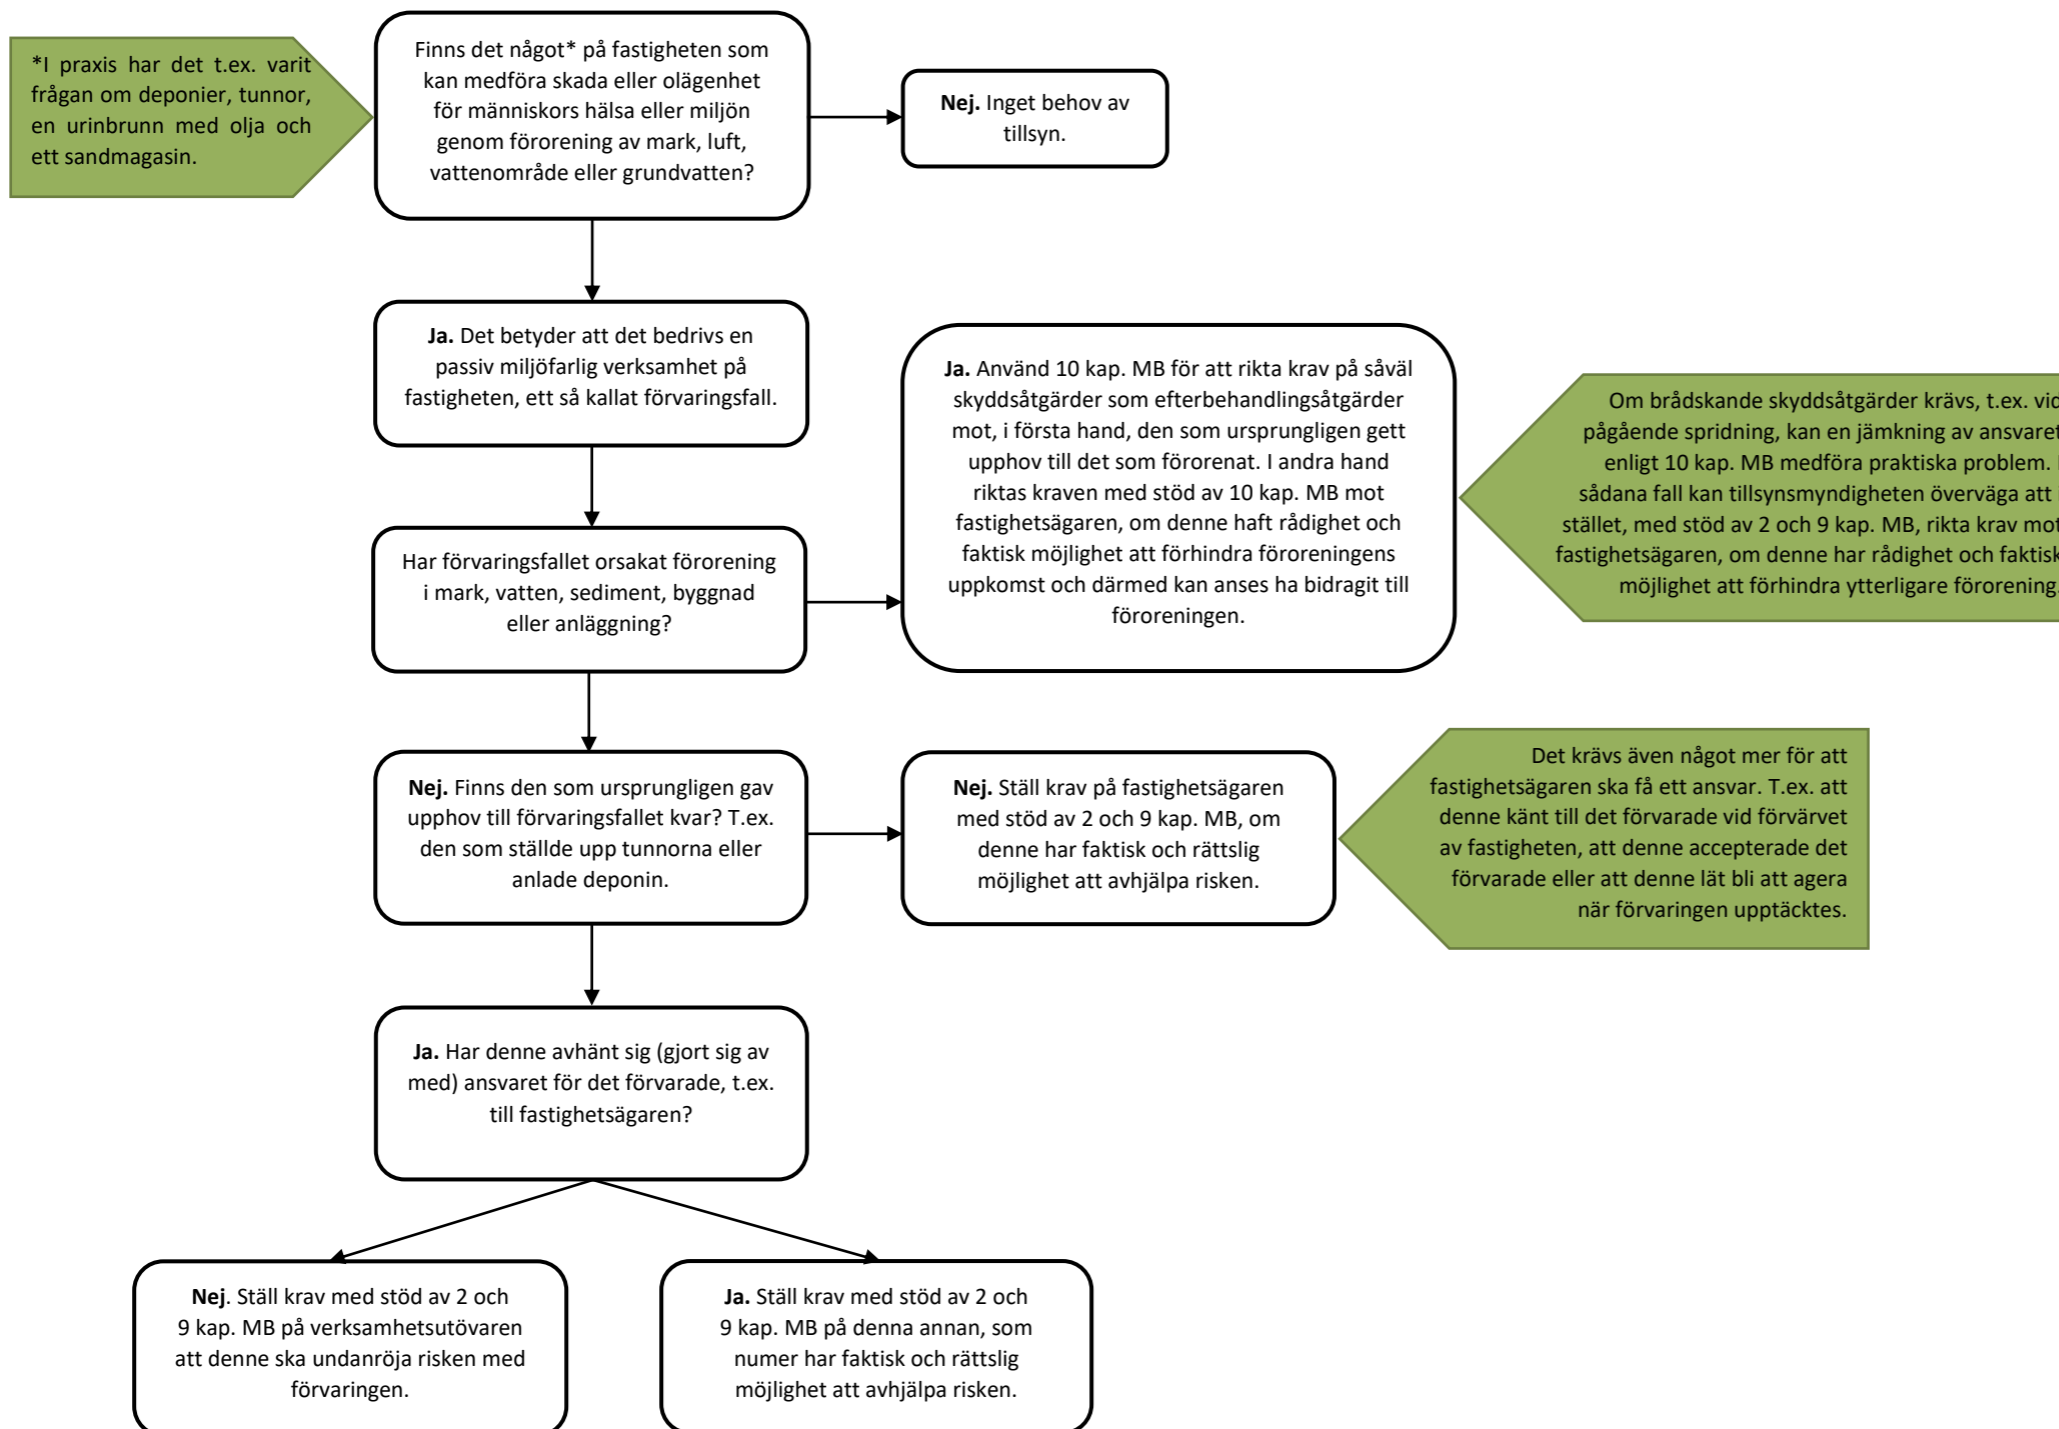 *I praxis har det t.ex. varit
frågan om deponier, tunnor,
en urinbrunn med olja och
ett sandmagasin.
Finns det något* på fastigheten som
kan medföra skada eller olägenhet
för människors hälsa eller miljön
genom förorening av mark, luft,
vattenområde eller grundvatten?
Nej. Inget behov av
tillsyn.
Ja. Det betyder att det bedrivs en
passiv miljöfarlig verksamhet på
fastigheten, ett så kallat förvaringsfall.
Har förvaringsfallet orsakat förorening
i mark, vatten, sediment, byggnad
eller anläggning?
Ja. Använd 10 kap. MB för att rikta krav på såväl
skyddsåtgärder som efterbehandlingsåtgärder
mot, i första hand, den som ursprungligen gett
upphov till det som förorenat. I andra hand
riktas kraven med stöd av 10 kap. MB mot
fastighetsägaren, om denne haft rådighet och
faktisk möjlighet att förhindra föroreningens
uppkomst och därmed kan anses ha bidragit till
föroreningen.
Om brådskande skyddsåtgärder krävs, t.ex. vid
pågående spridning, kan en jämkning av ansvaret
enligt 10 kap. MB medföra praktiska problem.
sådana fall kan tillsynsmyndigheten överväga att
stället, med stöd av 2 och 9 kap. MB, rikta krav mot
fastighetsägaren, om denne har rådighet och faktisk
möjlighet att förhindra ytterligare förorening.
Nej. Finns den som ursprungligen gav
upphov till förvaringsfallet kvar? T.ex.
den som ställde upp tunnorna eller
anlade deponin.
Nej. Ställ krav på fastighetsägaren
med stöd av 2 och 9 kap. MB, om
denne har faktisk och rättslig
möjlighet att avhjälpa risken.
Det krävs även något mer för att
fastighetsägaren ska få ett ansvar. T.ex. att
denne känt till det förvarade vid förvärvet
av fastigheten, att denne accepterade det
förvarade eller att denne lät bli att agera
när förvaringen upptäcktes.
Ja. Har denne avhänt sig (gjort sig av
med) ansvaret för det förvarade, t.ex.
till fastighetsägaren?
Nej. Ställ krav med stöd av 2 och
9 kap. MB på verksamhetsutövaren
att denne ska undanröja risken med
förvaringen.
Ja. Ställ krav med stöd av 2 och
9 kap. MB på denna annan, som
numer har faktisk och rättslig
möjlighet att avhjälpa risken.